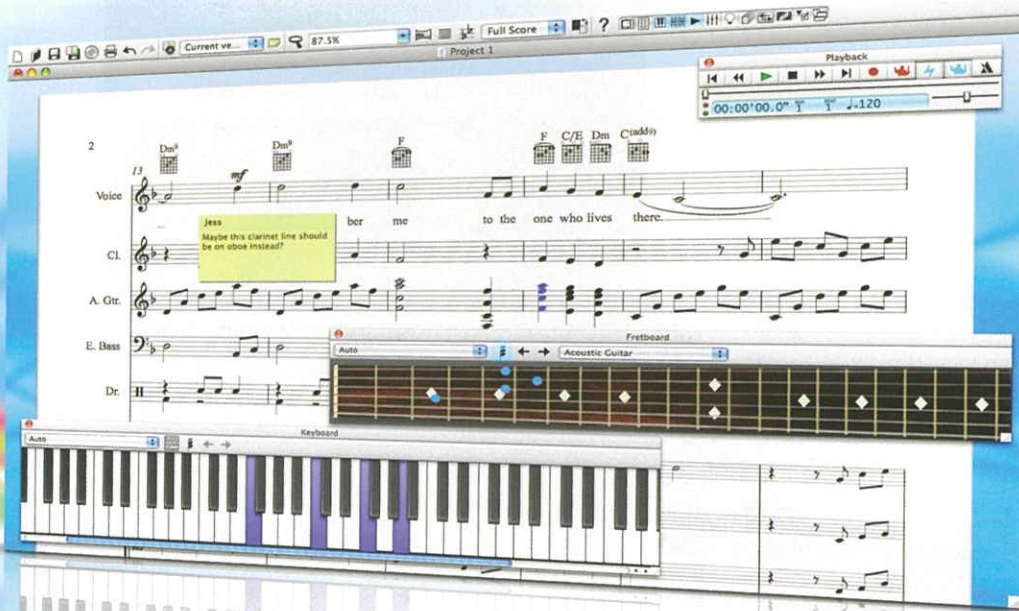 Current ve...
87.5%
Full Score
?
Project 1
Playback
00:00'00.0" 1 1 ♩=120
2
Dm⁹ Dm⁹ F F C/E Dm C(add9)
13
mf
Voice
ber me to the one who lives there.
Jess
Maybe this clarinet line should
be on oboe instead?
Cl.
A. Gtr.
E. Bass
Dr.
Fretboard
Auto
Acoustic Guitar
Keyboard
Auto